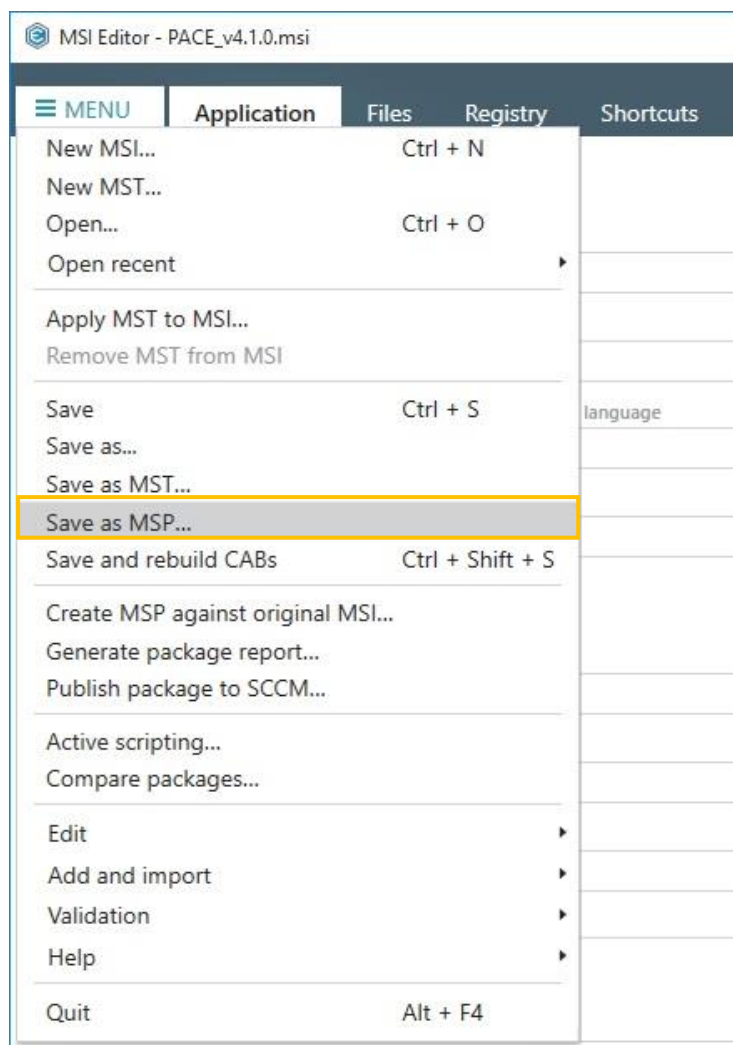 MSI Editor - PACE_v4.1.0.msi
MENU Application Files Registry Shortcuts
New MSI... Ctrl + N
New MST...
Open... Ctrl + O
Open recent
Apply MST to MSI...
Remove MST from MSI
Save Ctrl + S
language
Save as...
Save as MST...
Save as MSP...
Save and rebuild CABs Ctrl + Shift + S
Create MSP against original MSI...
Generate package report...
Publish package to SCCM...
Active scripting...
Compare packages...
Edit
Add and import
Validation
Help
Quit Alt + F4